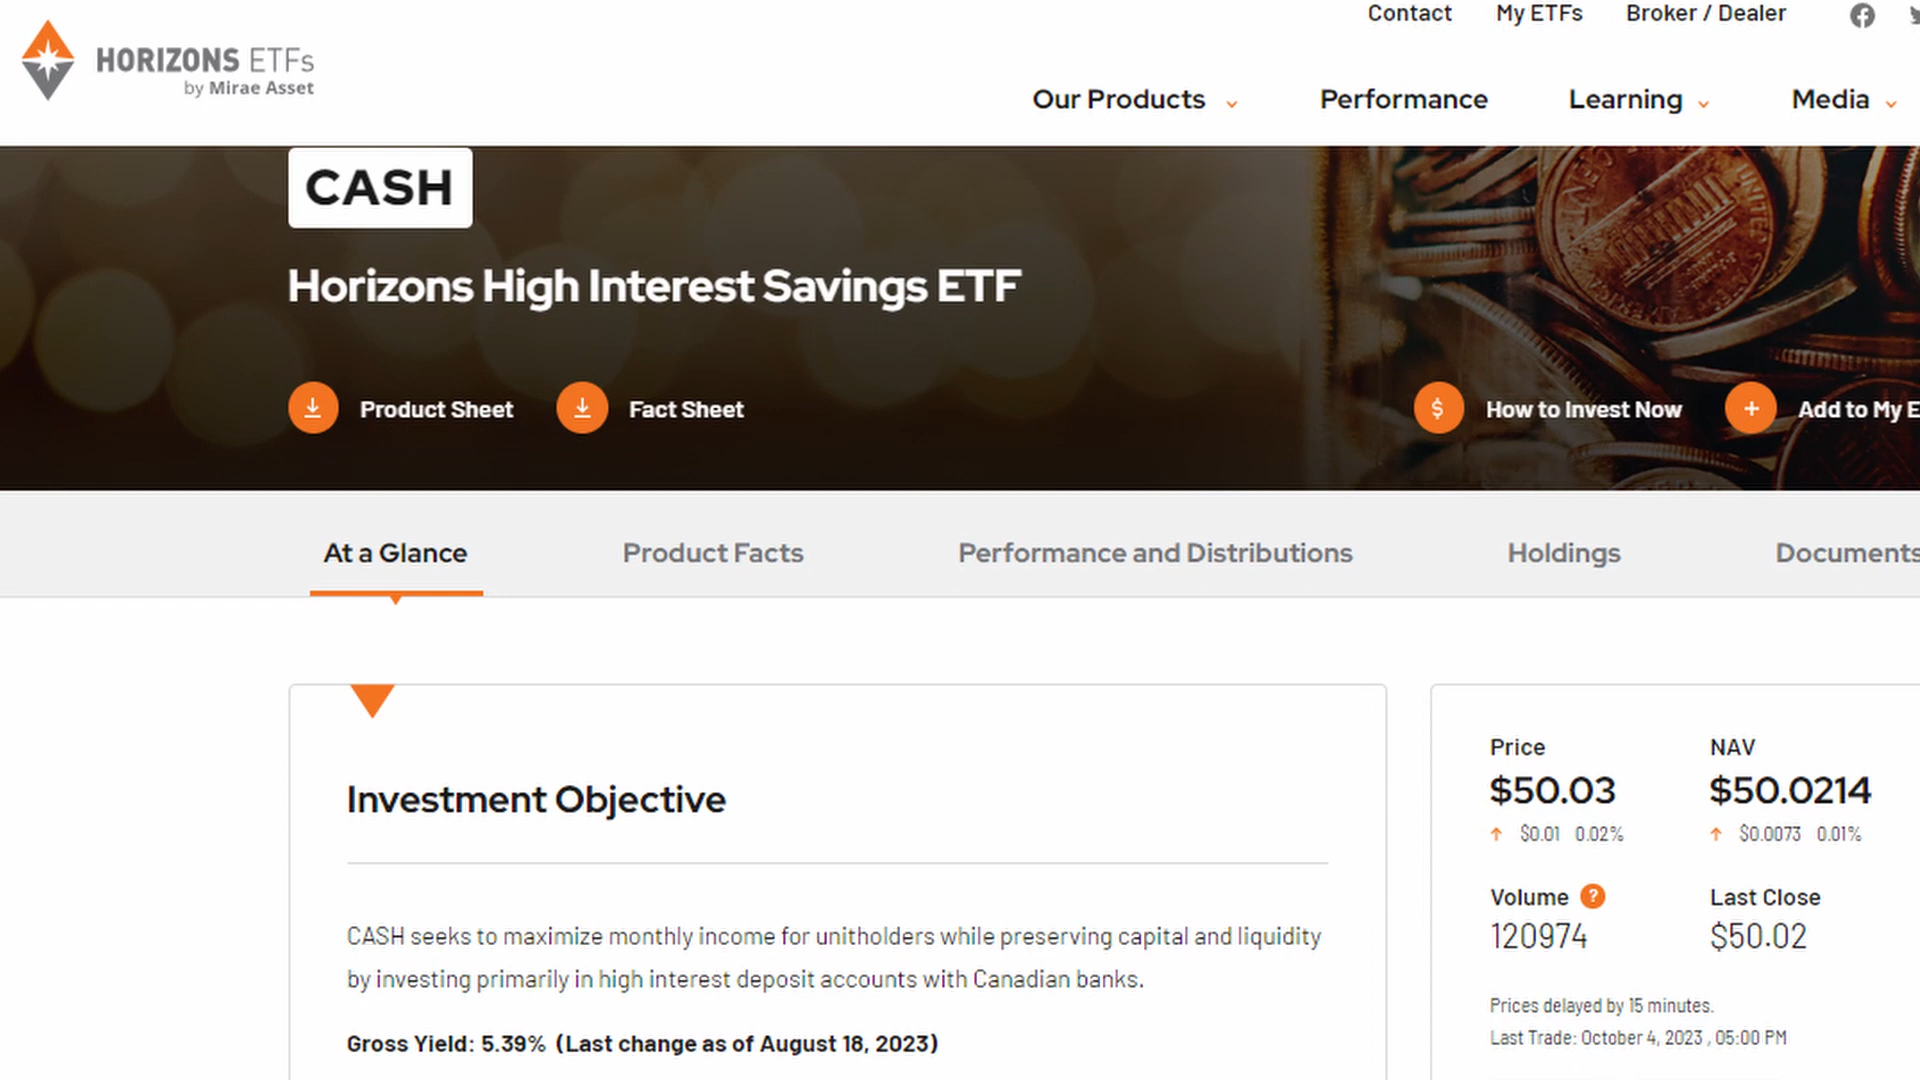 Contact My ETFs Broker / Dealer
HORIZONS ETFs
by Mirae Asset
Our Products Performance Learning Media
CASH
Horizons High Interest Savings ETF
Product Sheet Fact Sheet How to Invest Now Add to My E
At a Glance Product Facts Performance and Distributions Holdings Documents
Investment Objective
CASH seeks to maximize monthly income for unitholders while preserving capital and liquidity
by investing primarily in high interest deposit accounts with Canadian banks.
Gross Yield: 5.39% (Last change as of August 18, 2023)
Price NAV
$50.03 $50.0214
$0.01 0.02% $0.0073 0.01%
Volume ? Last Close
120974 $50.02
Prices delayed by 15 minutes.
Last Trade: October 4, 2023 , 05:00 PM